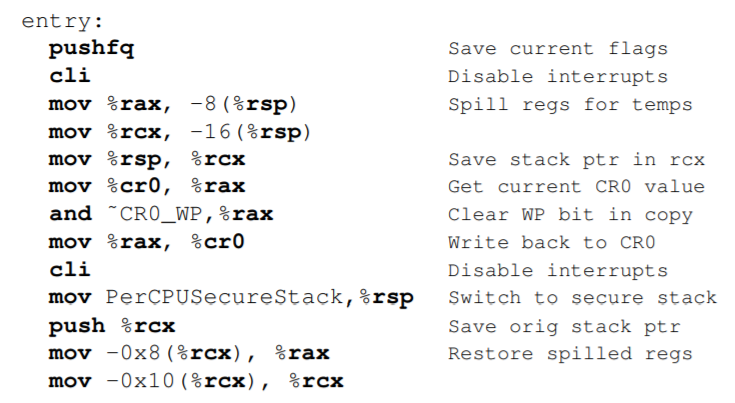 entry:
pushfq Save current flags
cli Disable interrupts
mov %rax, -8(%rsp) Spill regs for temps
mov %rcx, -16(%rsp)
mov %rsp, %rcx Save stack ptr in rcx
mov %cr0, %rax Get current CR0 value
and ~CR0_WP,%rax Clear WP bit in copy
mov %rax, %cr0 Write back to CR0
cli Disable interrupts
mov PerCPUSecureStack,%rsp Switch to secure stack
push %rcx Save orig stack ptr
mov -0x8(%rcx), %rax Restore spilled regs
mov -0x10(%rcx), %rcx